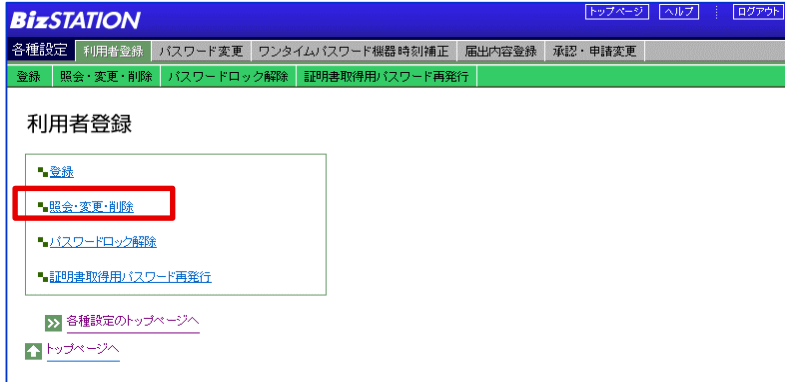 BizSTATION トップページ ヘルプ ログアウト
各種設定 利用者登録 パスワード変更 ワンタイムパスワード機器時刻補正 届出内容登録 承認・申請変更
登録 照会・変更・削除 パスワードロック解除 証明書取得用パスワード再発行
利用者登録
登録
照会・変更・削除
パスワードロック解除
証明書取得用パスワード再発行
各種設定のトップページへ
トップページへ